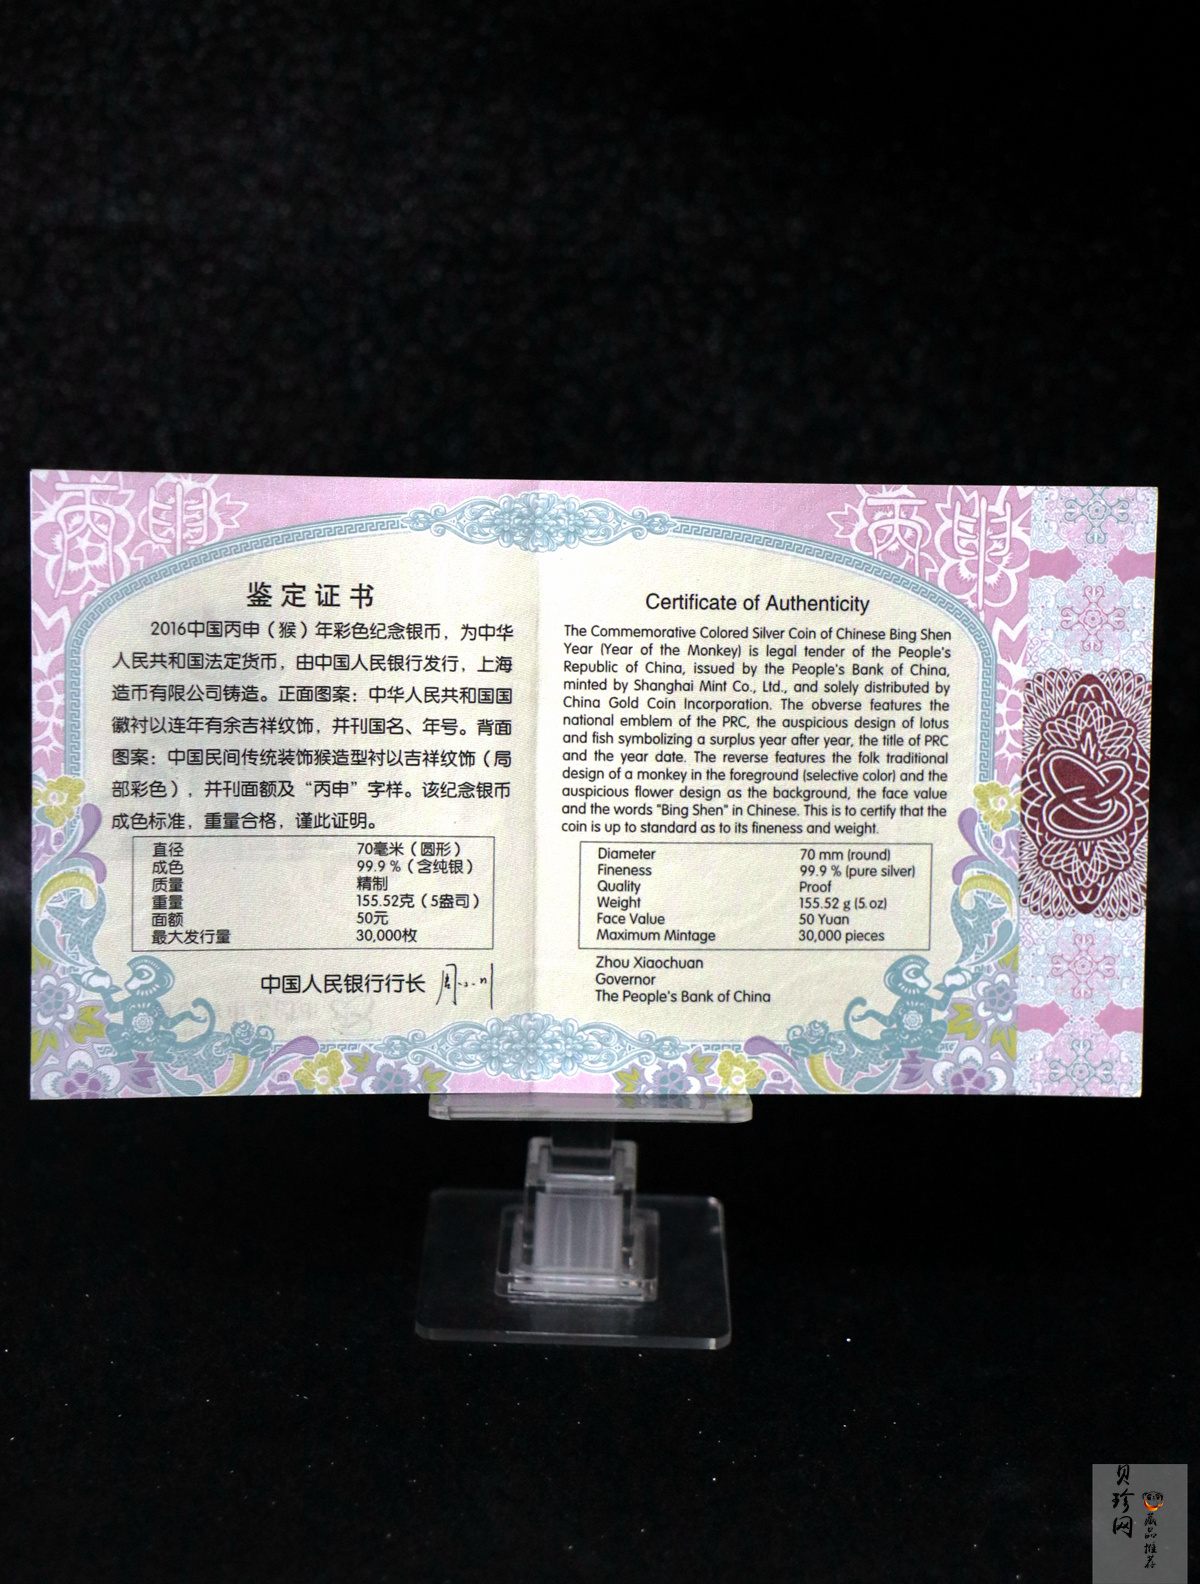 丙申
丙申
鉴定证书
2016中国丙申（猴）年彩色纪念银币，为中华
人民共和国法定货币，由中国人民银行发行，上海
造币有限公司铸造。正面图案：中华人民共和国国
徽衬以连年有余吉祥纹饰，并刊国名、年号。背面
图案：中国民间传统装饰猴造型衬以吉祥纹饰（局
部彩色），并刊面额及“丙申”字样。该纪念银币
成色标准，重量合格，谨此证明。
直径 70毫米（圆形）
成色 99.9 %（含纯银）
质量 精制
重量 155.52克（5盎司）
面额 50元
最大发行量 30,000枚
中国人民银行行长
Certificate of Authenticity
The Commemorative Colored Silver Coin of Chinese Bing Shen
Year (Year of the Monkey) is legal tender of the People's
Republic of China, issued by the People's Bank of China,
minted by Shanghai Mint Co., Ltd., and solely distributed by
China Gold Coin Incorporation. The obverse features the
national emblem of the PRC, the auspicious design of lotus
and fish symbolizing a surplus year after year, the title of PRC
and the year date. The reverse features the folk traditional
design of a monkey in the foreground (selective color) and the
auspicious flower design as the background, the face value
and the words "Bing Shen" in Chinese. This is to certify that the
coin is up to standard as to its fineness and weight.
Diameter 70 mm (round)
Fineness 99.9 % (pure silver)
Quality Proof
Weight 155.52 g (5 oz)
Face Value 50 Yuan
Maximum Mintage 30,000 pieces
Zhou Xiaochuan
Governor
The People's Bank of China
贝珍网
藏品推荐